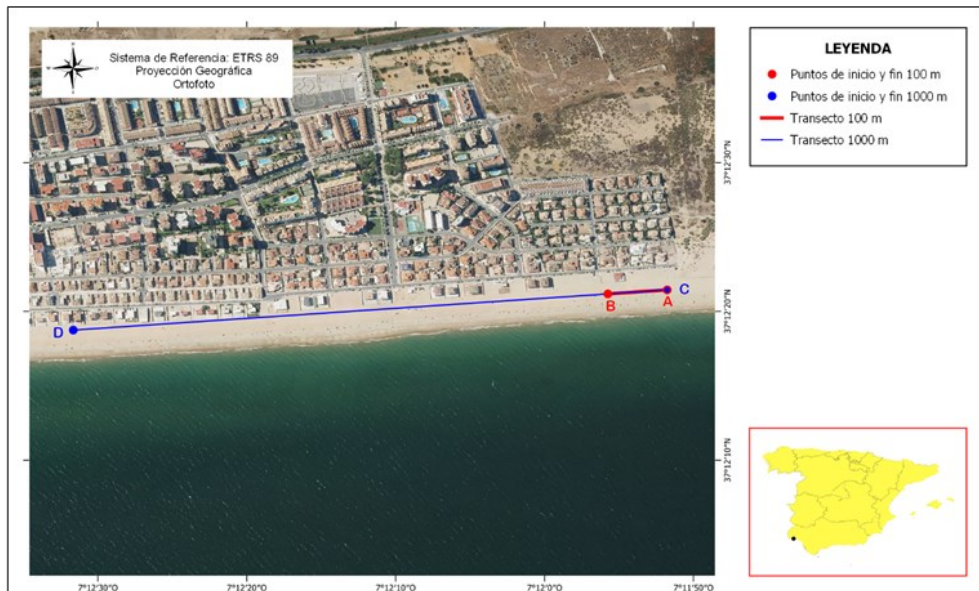 Sistema de Referencia: ETRS 89
Proyección Geográfica
Ortofoto
LEYENDA
Puntos de inicio y fin 100 m
Puntos de inicio y fin 1000 m
Transecto 100 m
Transecto 1000 m
37°12'30"N
37°12'20"N
37°12'10"N
C
A
B
D
7°12'30"O
7°12'20"O
7°12'10"O
7°12'0"O
7°11'50"O